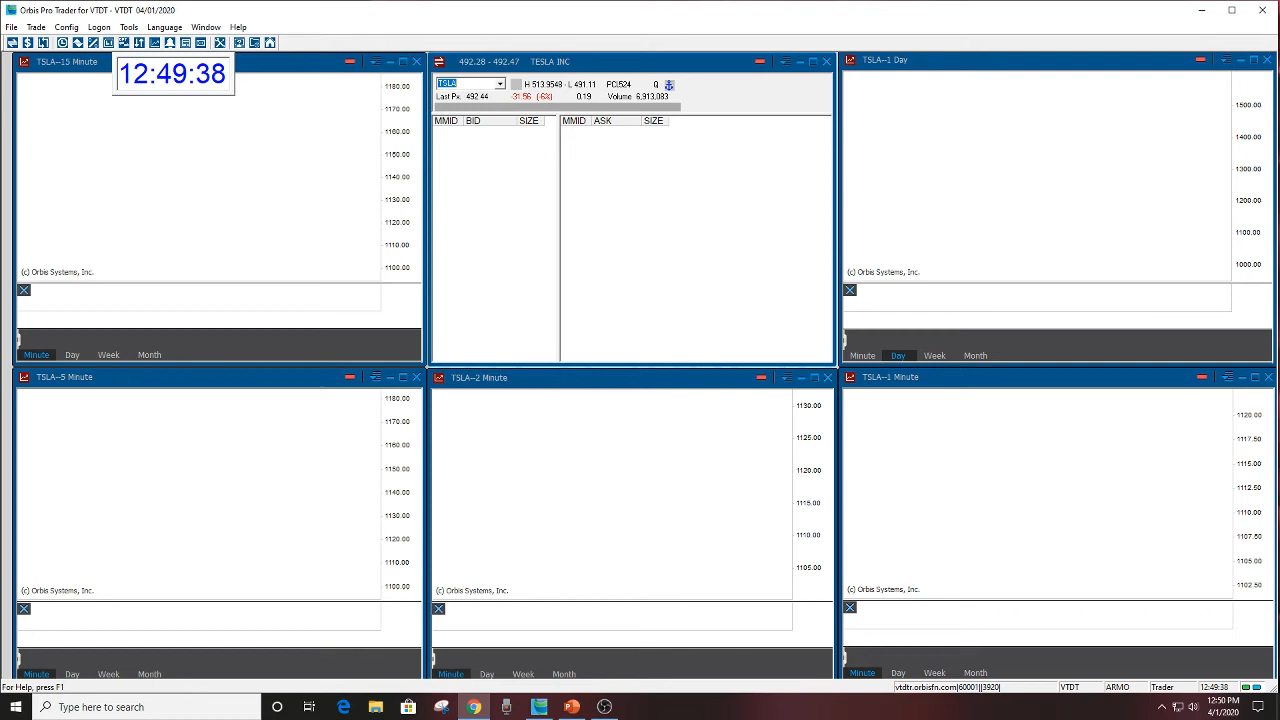 Orbis Pro Trader for VTDT - VTDT 04/01/2020
File Trade Config Logon Tools Language Window Help
TSLA--15 Minute
12:49:38
1180.00
1170.00
1160.00
1150.00
1140.00
1130.00
1120.00
1110.00
1100.00
(c) Orbis Systems, Inc.
Minute Day Week Month
492.28 - 492.47 TESLA INC
TSLA H 513.9548 - L 491.11 PCL524 Q
Last Px. 492.44 -31.56 (-6%) 0.19 Volume 6,913,083
MMID BID SIZE MMID ASK SIZE
TSLA--1 Day
1500.00
1400.00
1300.00
1200.00
1100.00
1000.00
(c) Orbis Systems, Inc.
Minute Day Week Month
TSLA--5 Minute
1180.00
1170.00
1160.00
1150.00
1140.00
1130.00
1120.00
1110.00
1100.00
(c) Orbis Systems, Inc.
Minute Day Week Month
TSLA--2 Minute
1130.00
1125.00
1120.00
1115.00
1110.00
1105.00
(c) Orbis Systems, Inc.
Minute Day Week Month
TSLA--1 Minute
1120.00
1117.50
1115.00
1112.50
1110.00
1107.50
1105.00
1102.50
(c) Orbis Systems, Inc.
Minute Day Week Month
For Help, press F1
vtdtr.orbisfn.com|60001||3920| VTDT ARMO Trader 12:49:38
Type here to search
12:50 PM
4/1/2020